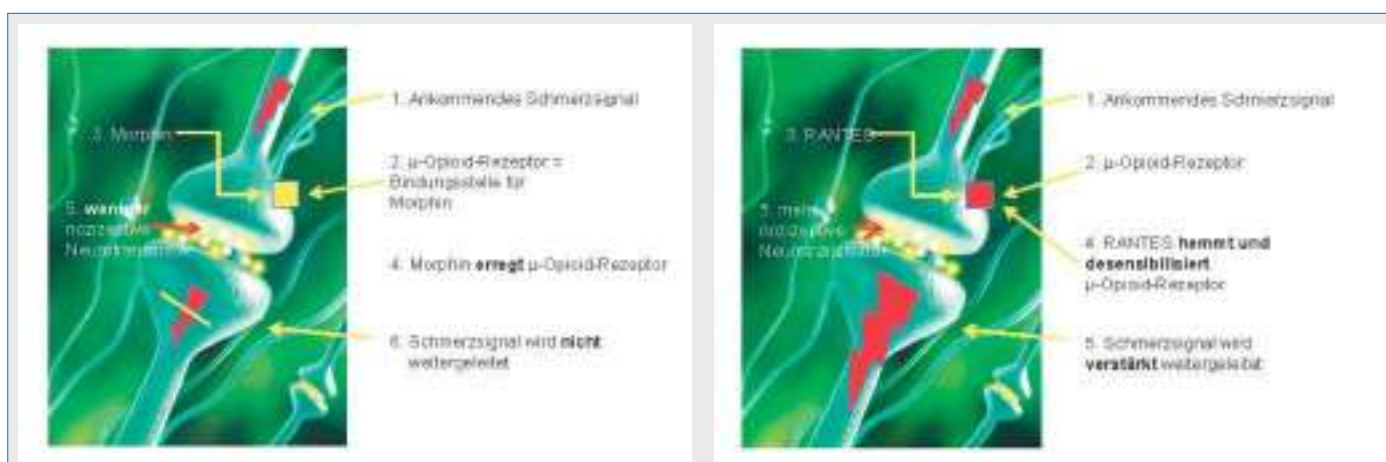 1. Ankommendes Schmerzsignal
3. Morphin
2. µ-Opioid-Rezeptor =
Bindungsstelle für
Morphin
5. weniger
nozizeptive
4. Morphin erregt µ-Opioid-Rezeptor
6. Schmerzsignal wird nicht
weitergeleitet
1. Ankommendes Schmerzsignal
3. RANTES
2. µ-Opioid-Rezeptor
5. mehr
nozizeptive
4. RANTES hemmt und
desensibilisiert
µ-Opioid-Rezeptor
5. Schmerzsignal wird
verstärkt weitergeleitet